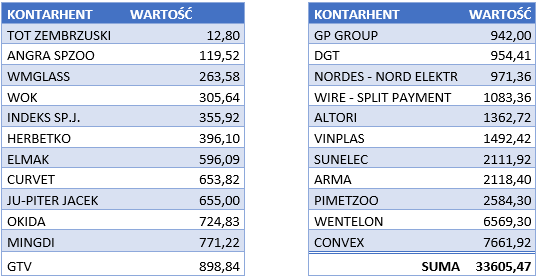 KONTARHENT WARTOŚĆ
TOT ZEMBRZUSKI 12,80
ANGRA SPZOO 119,52
WMGLASS 263,58
WOK 305,64
INDEKS SP.J. 355,92
HERBETKO 396,10
ELMAK 596,09
CURVET 653,82
JU-PITER JACEK 655,00
OKIDA 724,83
MINGDI 771,22
GTV 898,84
KONTARHENT WARTOŚĆ
GP GROUP 942,00
DGT 954,41
NORDES - NORD ELEKTR 971,36
WIRE - SPLIT PAYMENT 1083,36
ALTORI 1362,72
VINPLAS 1492,42
SUNELEC 2111,92
ARMA 2118,40
PIMETZOO 2584,30
WENTELON 6569,30
CONVEX 7661,92
SUMA 33605,47